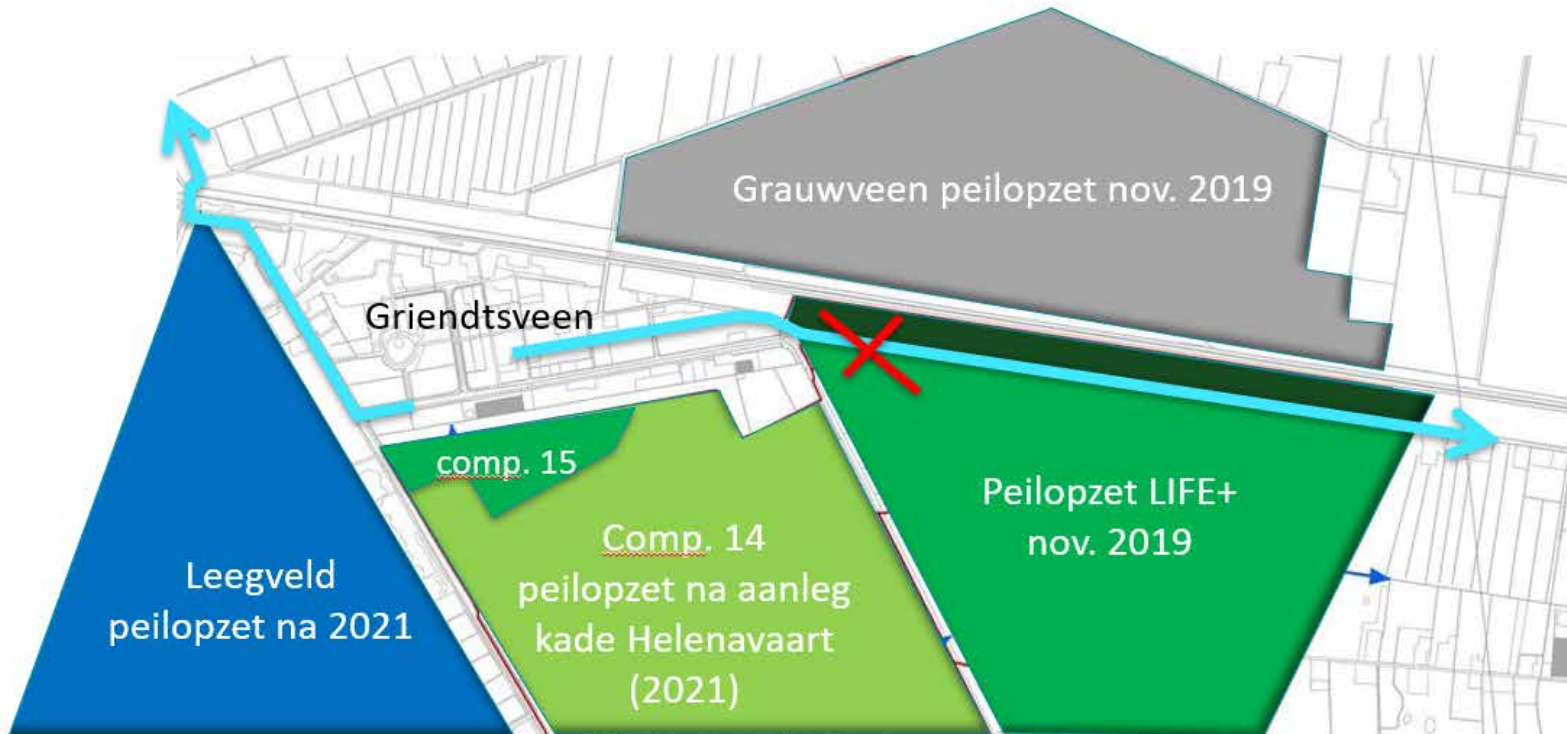 Grauwveen peilopzet nov. 2019
Griendtsveen
comp. 15
Peilopzet LIFE+
nov. 2019
Comp. 14
peilopzet na aanleg
kade Helenavaart
(2021)
Leegveld
peilopzet na 2021